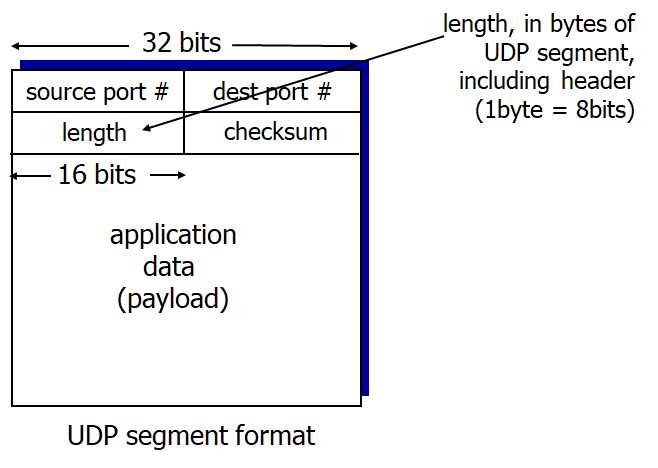 32 bits
length, in bytes of
UDP segment,
including header
(1byte = 8bits)
source port #
dest port #
length
checksum
16 bits
application
data
(payload)
UDP segment format